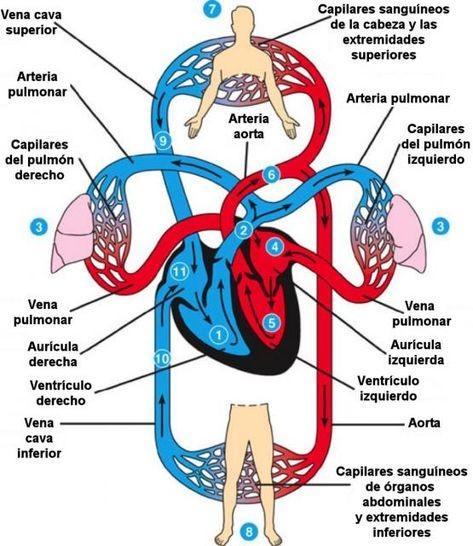 7
Vena cava
superior
Capilares sanguíneos
de la cabeza y las
extremidades
superiores
Arteria
pulmonar
Arteria
aorta
Arteria pulmonar
9
Capilares
del pulmón
derecho
Capilares
del pulmón
izquierdo
6
3
2
3
4
11
Vena
pulmonar
Vena
pulmonar
5
1
Aurícula
derecha
Aurícula
izquierda
10
Ventrículo
derecho
Ventrículo
izquierdo
Vena
cava
inferior
Aorta
Capilares sanguíneos
de órganos
abdominales
y extremidades
inferiores
8